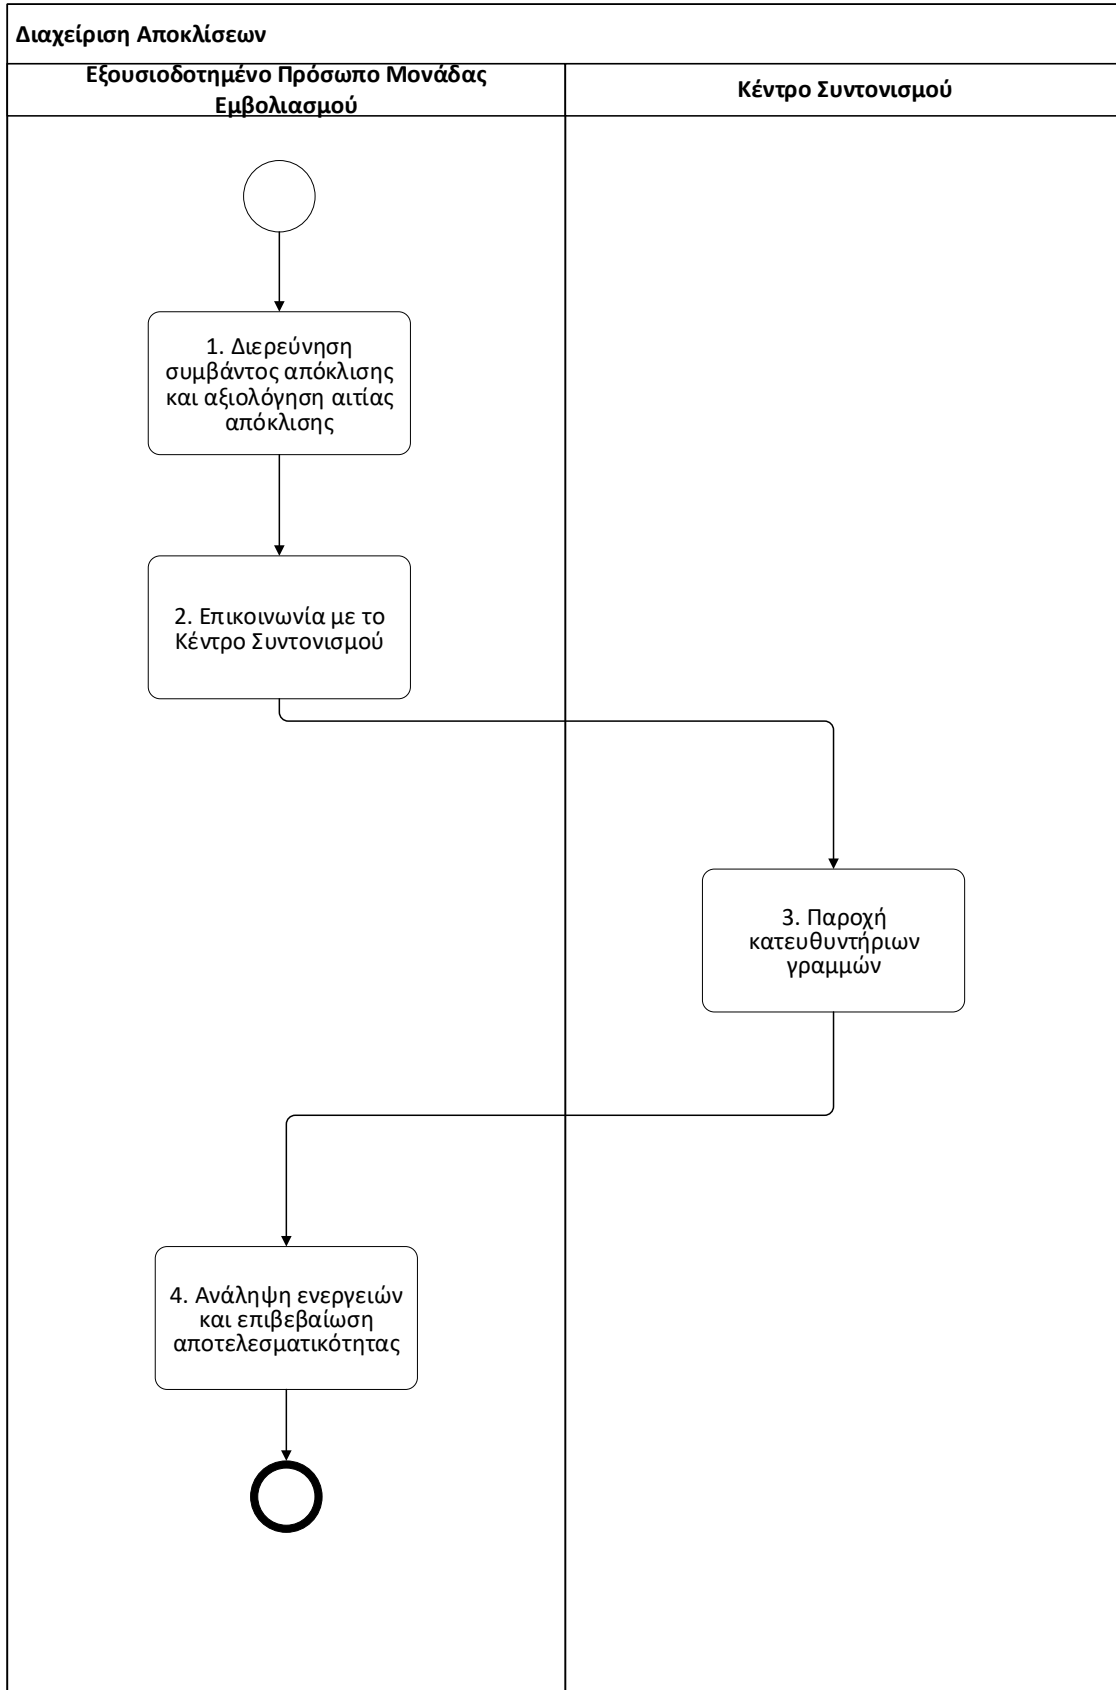 Διαχείριση Αποκλίσεων
Εξουσιοδοτημένο Πρόσωπο Μονάδας
Εμβολιασμού
Κέντρο Συντονισμού
1. Διερεύνηση
συμβάντος απόκλισης
και αξιολόγηση αιτίας
απόκλισης
2. Επικοινωνία με το
Κέντρο Συντονισμού
3. Παροχή
κατευθυντήριων
γραμμών
4. Ανάληψη ενεργειών
και επιβεβαίωση
αποτελεσματικότητας